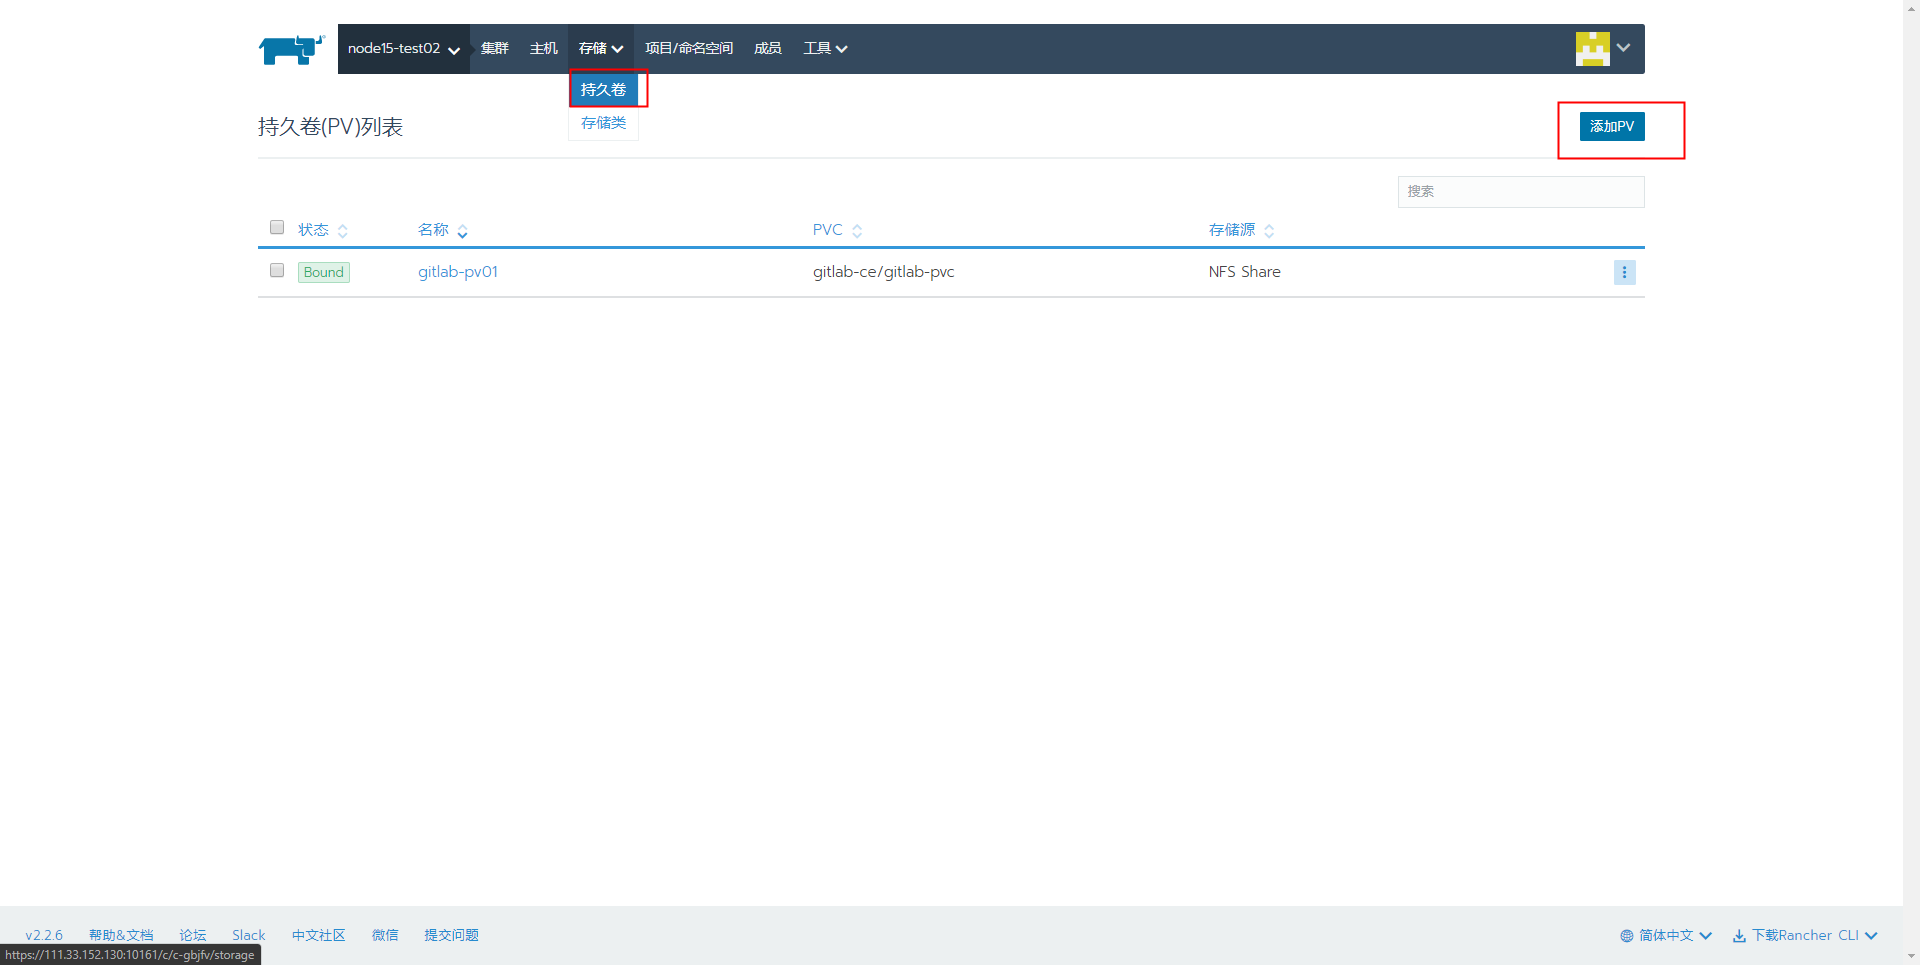 node15-test02 集群 主机 存储 项目/命名空间 成员 工具
持久卷
存储类
持久卷(PV)列表
添加PV
搜索
状态 名称 PVC 存储源
Bound gitlab-pv01 gitlab-ce/gitlab-pvc NFS Share
v2.2.6 帮助&文档 论坛 Slack 中文社区 微信 提交问题 简体中文 下载Rancher CLI
https://111.33.152.130:10161/c/c-gbjfv/storage